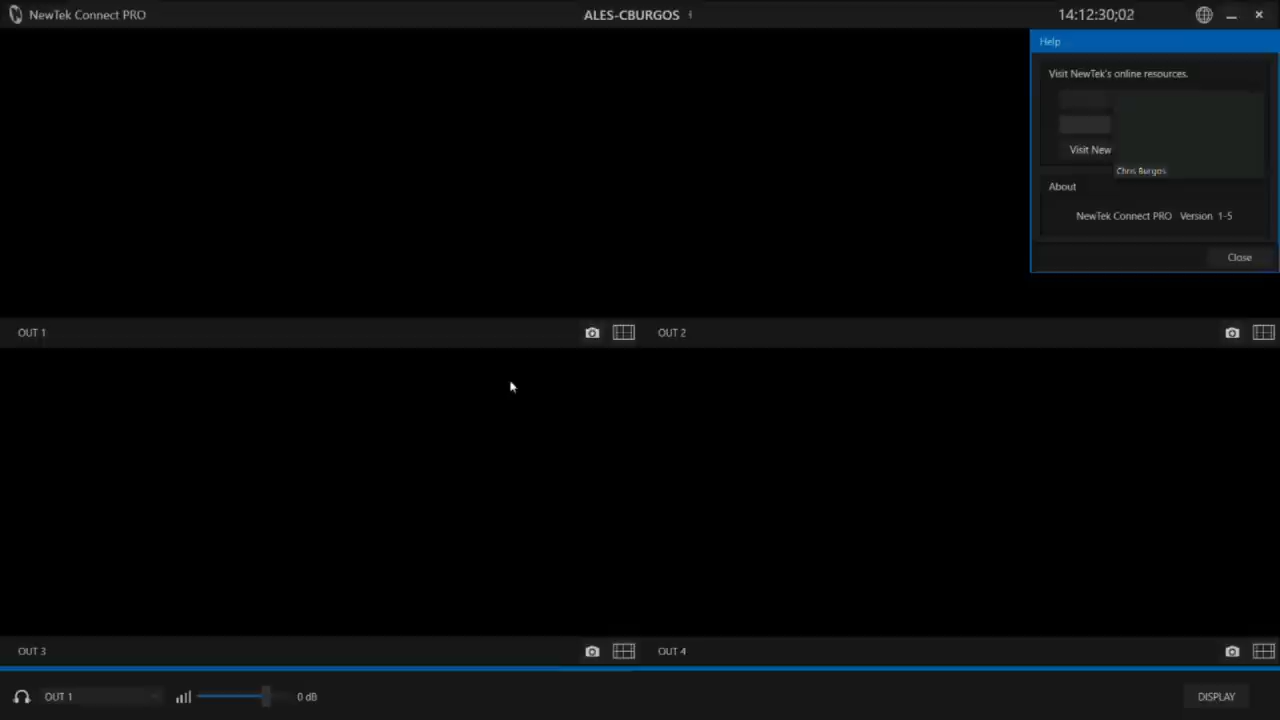 NewTek Connect PRO
ALES-CBURGOS
14:12:30;02
Help
Visit NewTek's online resources.
Visit New
Chris Burgos
About
NewTek Connect PRO Version 1-5
Close
OUT 1
OUT 2
OUT 3
OUT 4
OUT 1
0 dB
DISPLAY